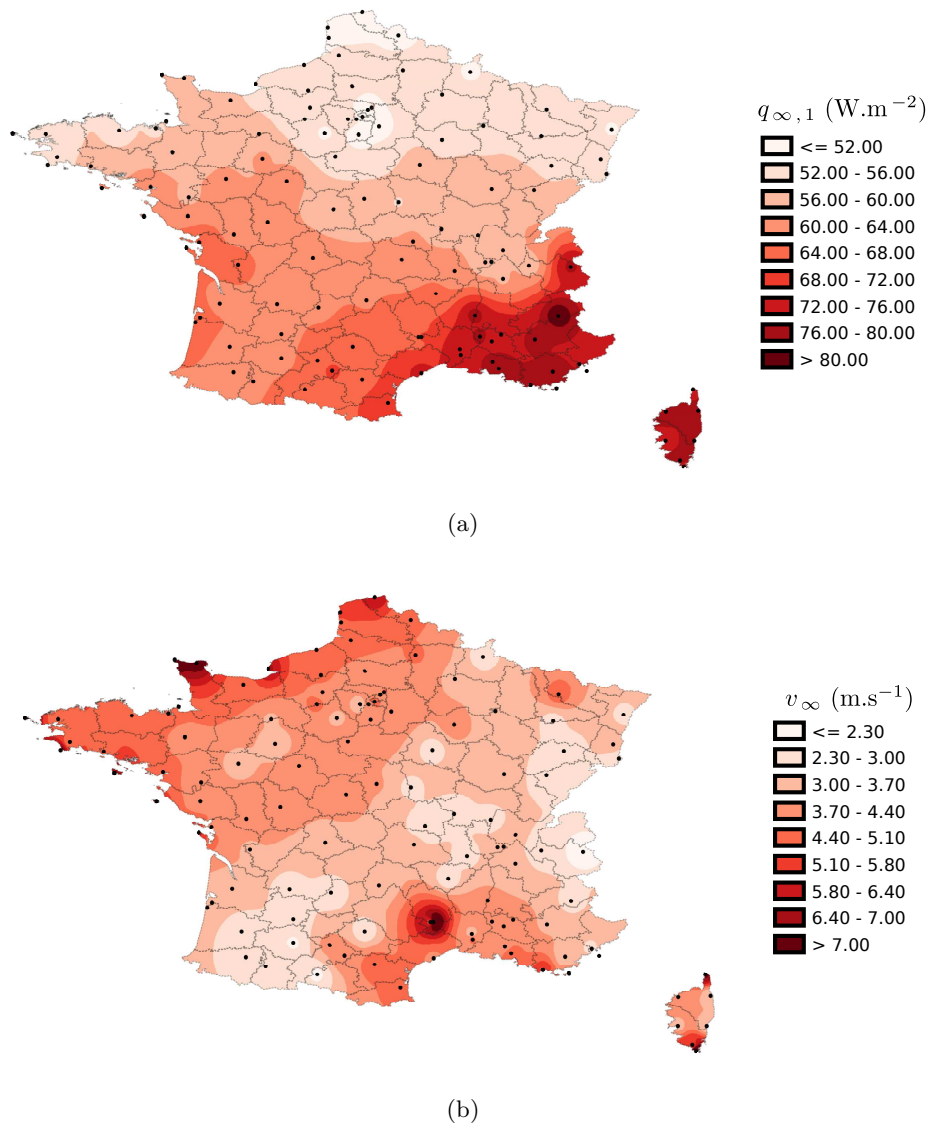 q∞,1 (W.m−2)
<= 52.00
52.00 - 56.00
56.00 - 60.00
60.00 - 64.00
64.00 - 68.00
68.00 - 72.00
72.00 - 76.00
76.00 - 80.00
> 80.00
(a)
v∞ (m.s−1)
<= 2.30
2.30 - 3.00
3.00 - 3.70
3.70 - 4.40
4.40 - 5.10
5.10 - 5.80
5.80 - 6.40
6.40 - 7.00
> 7.00
(b)